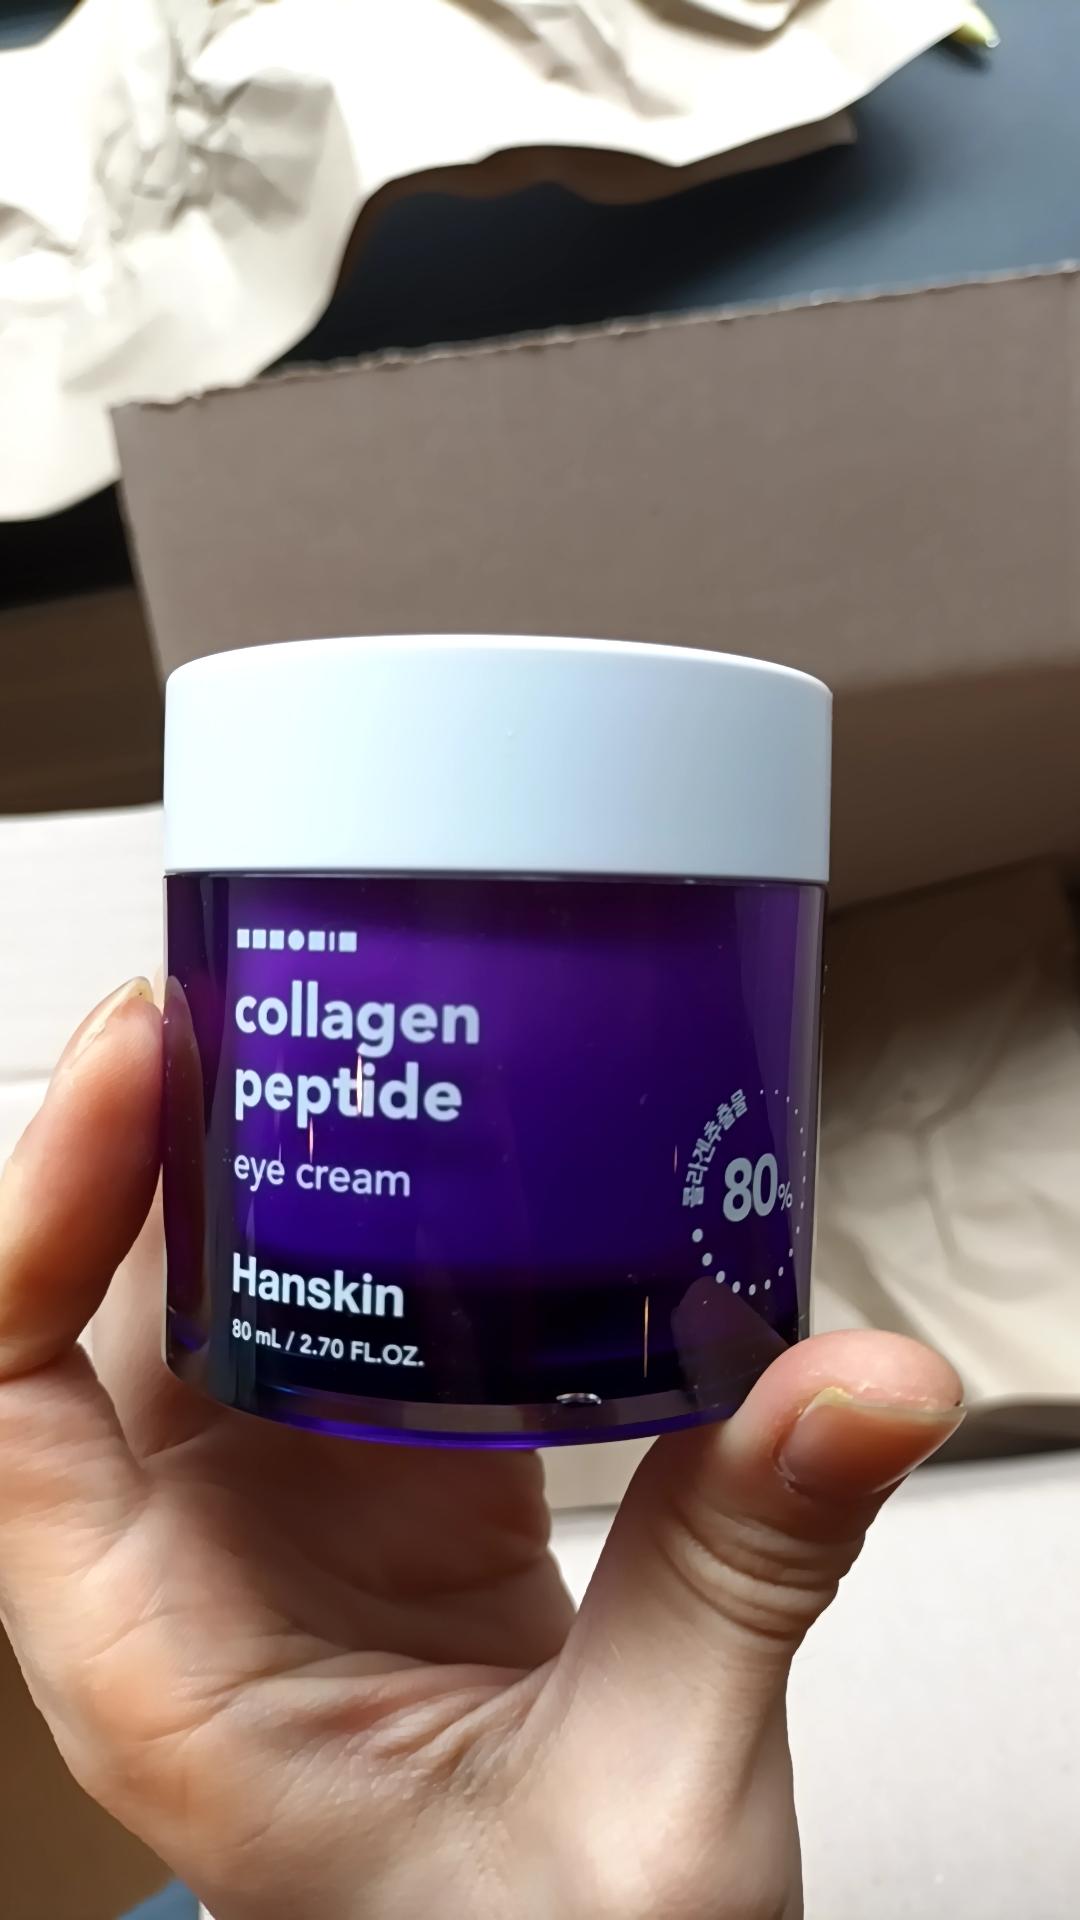 collagen
peptide
eye cream
Hanskin
80 mL / 2.70 FL.OZ.
콜라겐추출물
80%